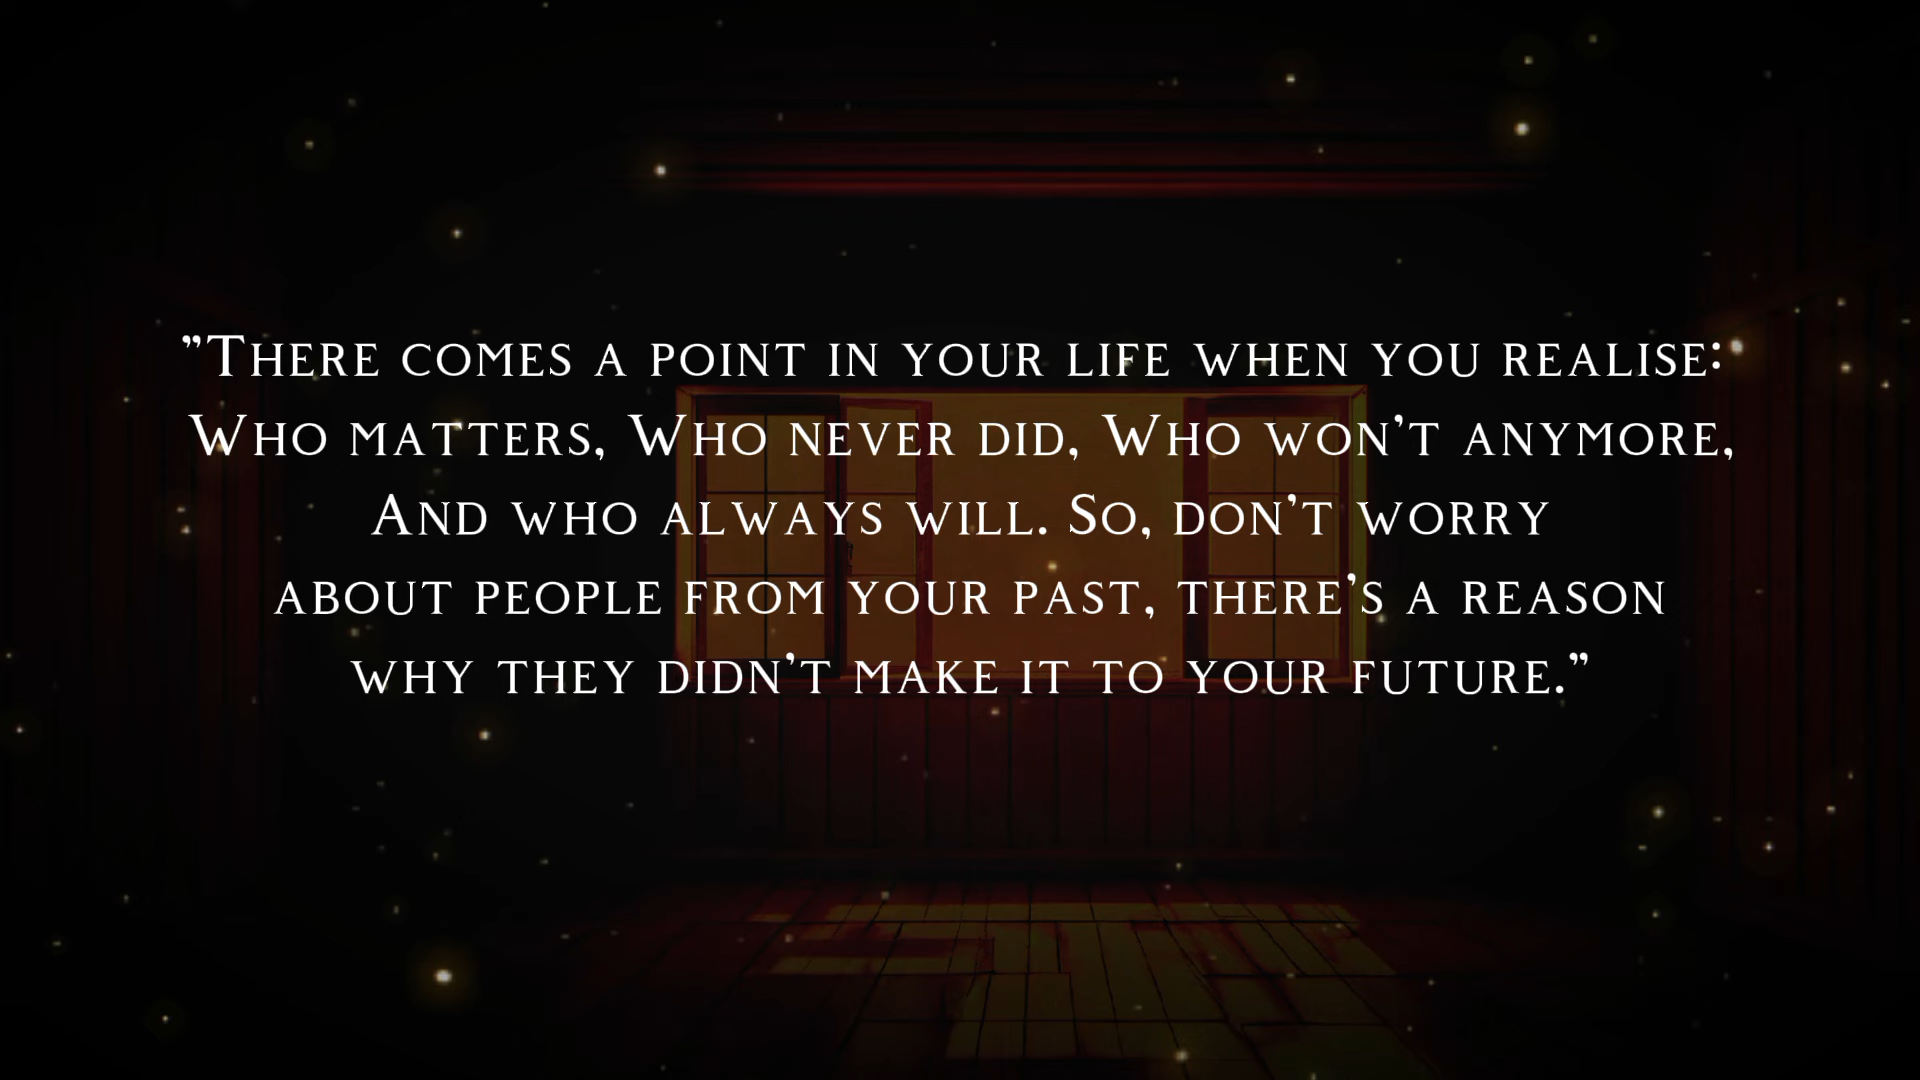 ”There comes a point in your life when you realise:
Who matters, Who never did, Who won’t anymore,
And who always will. So, don’t worry
about people from your past, there’s a reason
why they didn’t make it to your future.”